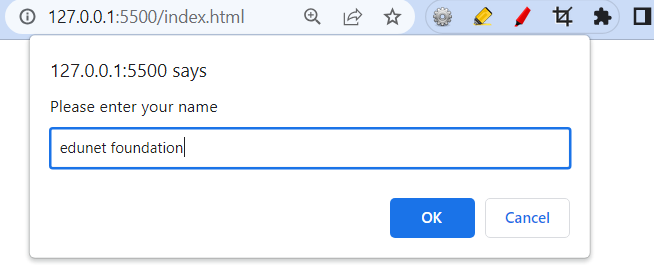 127.0.0.1:5500/index.html
127.0.0.1:5500 says
Please enter your name
edunet foundation
OK Cancel